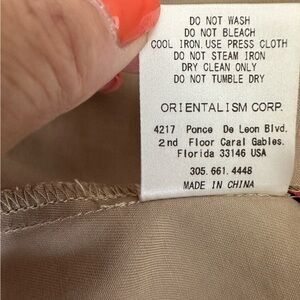 DO NOT WASH
DO NOT BLEACH
COOL IRON. USE PRESS CLOTH
DO NOT STEAM IRON
DRY CLEAN ONLY
DO NOT TUMBLE DRY
ORIENTALISM CORP.
4217 Ponce De Leon Blvd.
2nd Floor Caral Gables.
Florida 33146 USA
305. 661. 4448
MADE IN CHINA